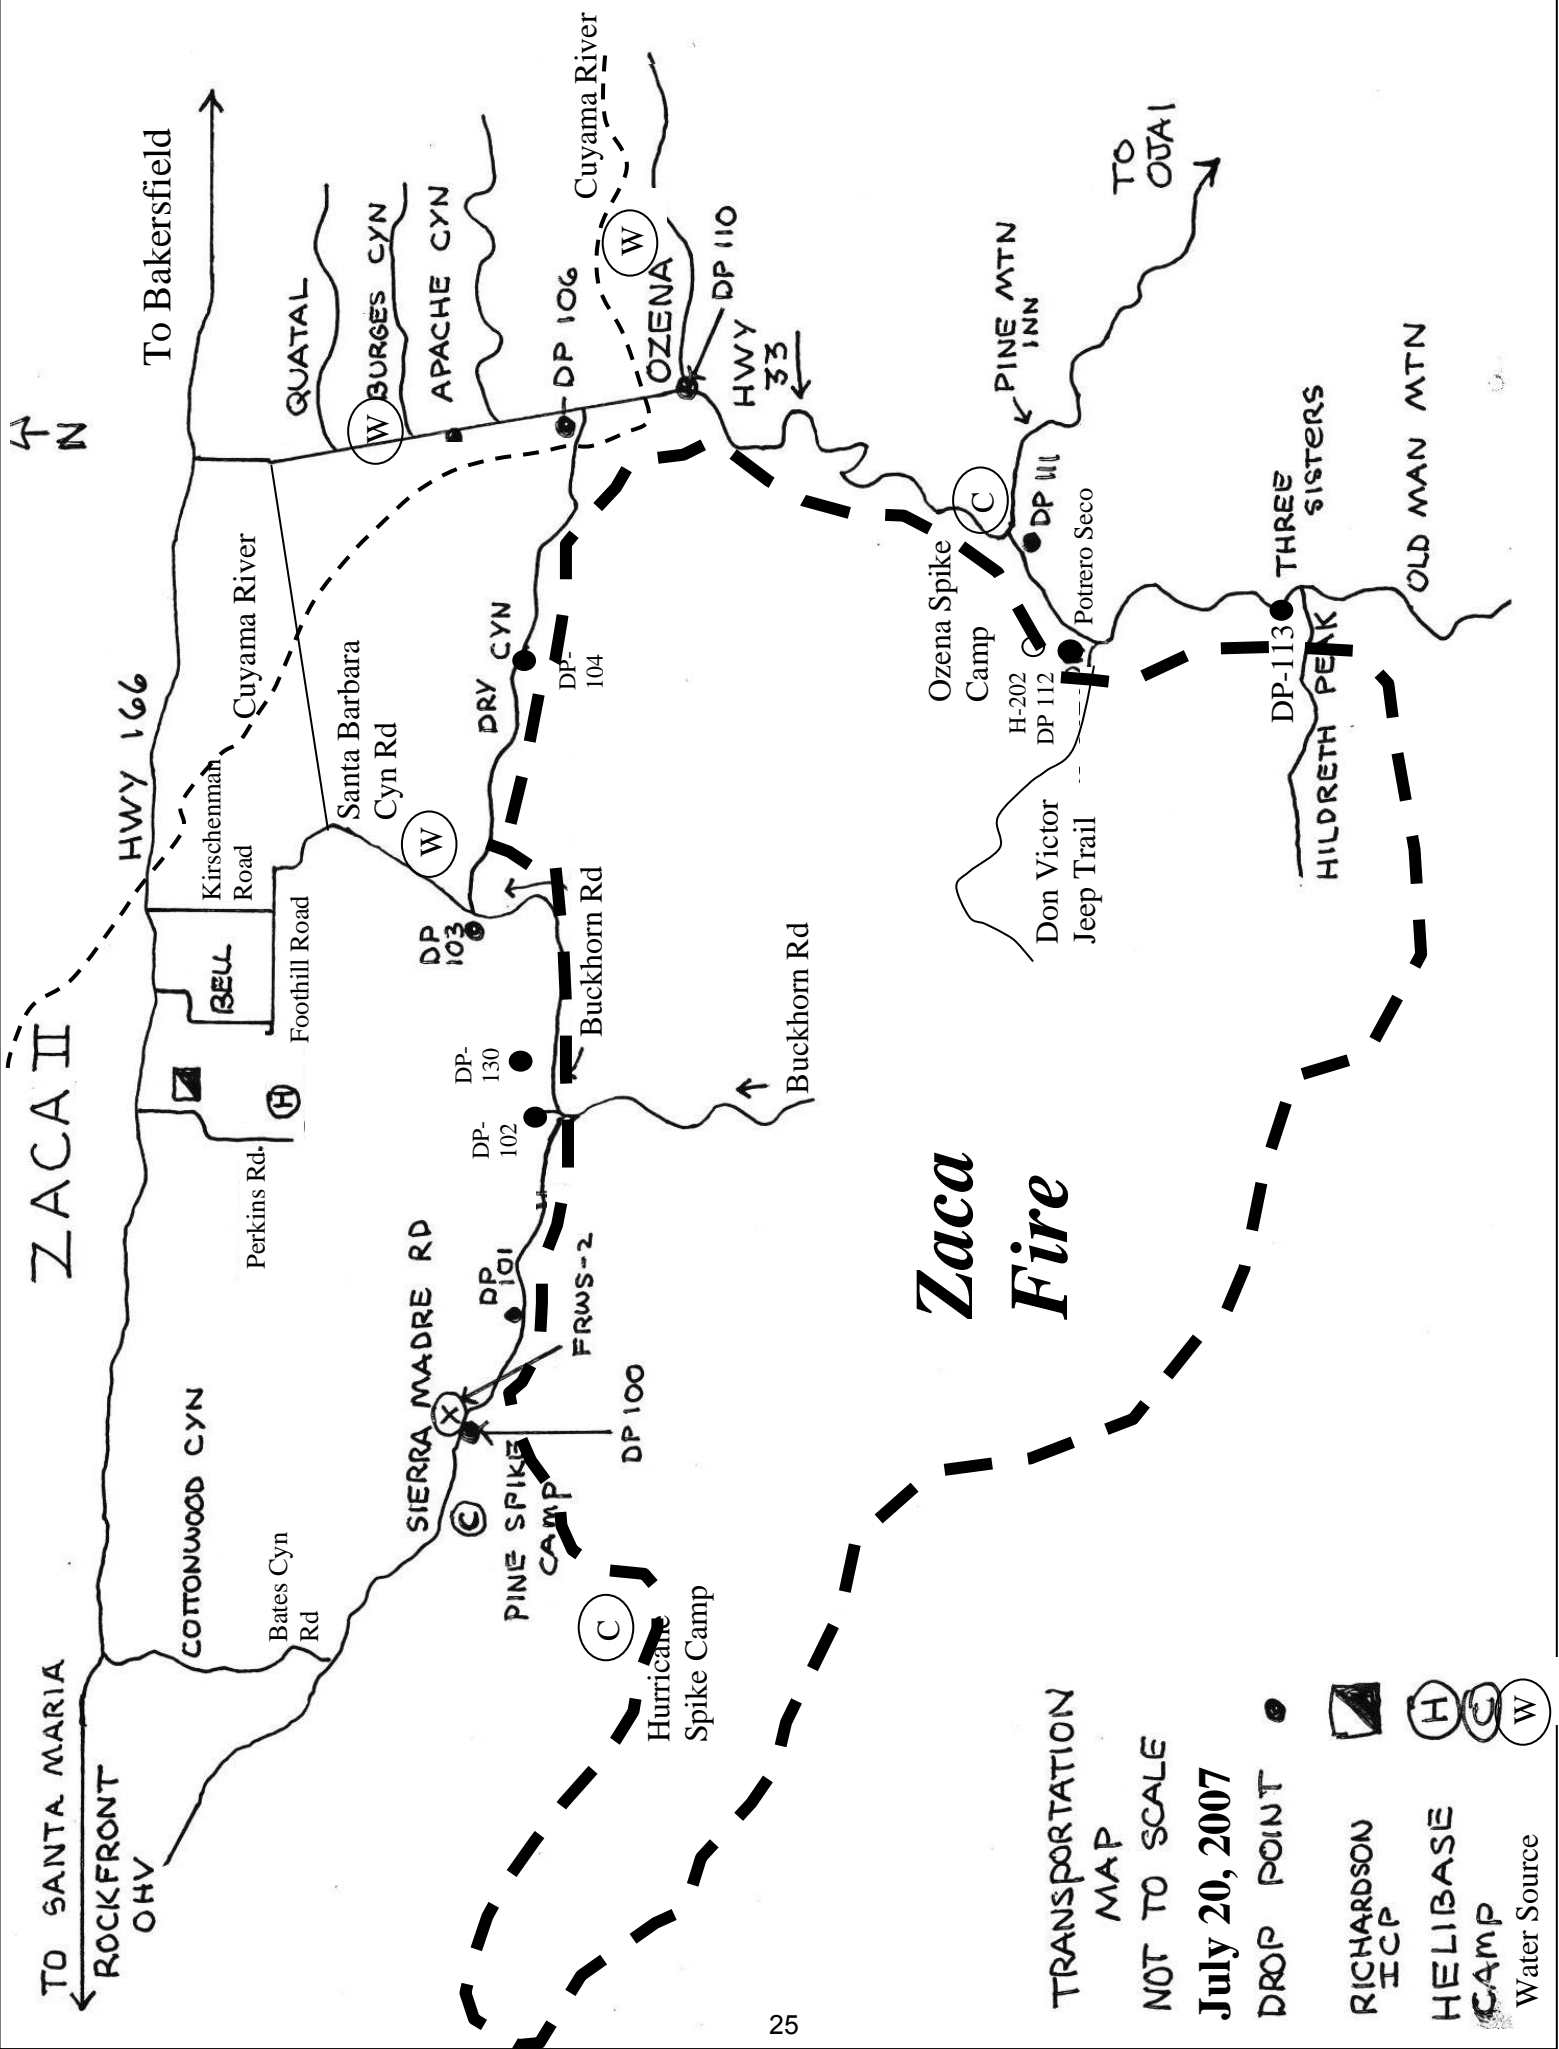 ZACA II
N
TO SANTA MARIA
ROCKFRONT
OHV
HWY 166
To Bakersfield
COTTONWOOD CYN
Bates Cyn
Rd
Perkins Rd.
H
BELL
Foothill Road
Kirschenman
Road
Cuyama River
Santa Barbara
Cyn Rd
W
QUATAL
W
BURGES CYN
APACHE CYN
DP 106
Cuyama River
W
OZENA
DP 110
HWY
33
SIERRA MADRE RD
X
C
PINE SPIKE
CAMP
DP 100
FRWS-2
DP
101
DP-
102
DP-
130
DP
103
Buckhorn Rd
Buckhorn Rd
DRY CYN
DP-
104
C
Hurricane
Spike Camp
Zaca
Fire
Don Victor
Jeep Trail
Ozena Spike
Camp
C
H-202
DP 112
DP 111
Potrero Seco
PINE MTN
INN
TO
OJAI
THREE
SISTERS
DP-113
HILDRETH PEAK
OLD MAN MTN
TRANSPORTATION
MAP
NOT TO SCALE
July 20, 2007
DROP POINT
RICHARDSON
ICP
HELIBASE
H
CAMP
C
Water Source
W
25